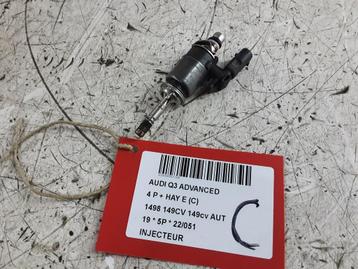 AUDI Q3 ADVANCED
4 P + HAY E (C)
1498 149CV 149cv AUT
19 * 5P * 22/051
INJECTEUR